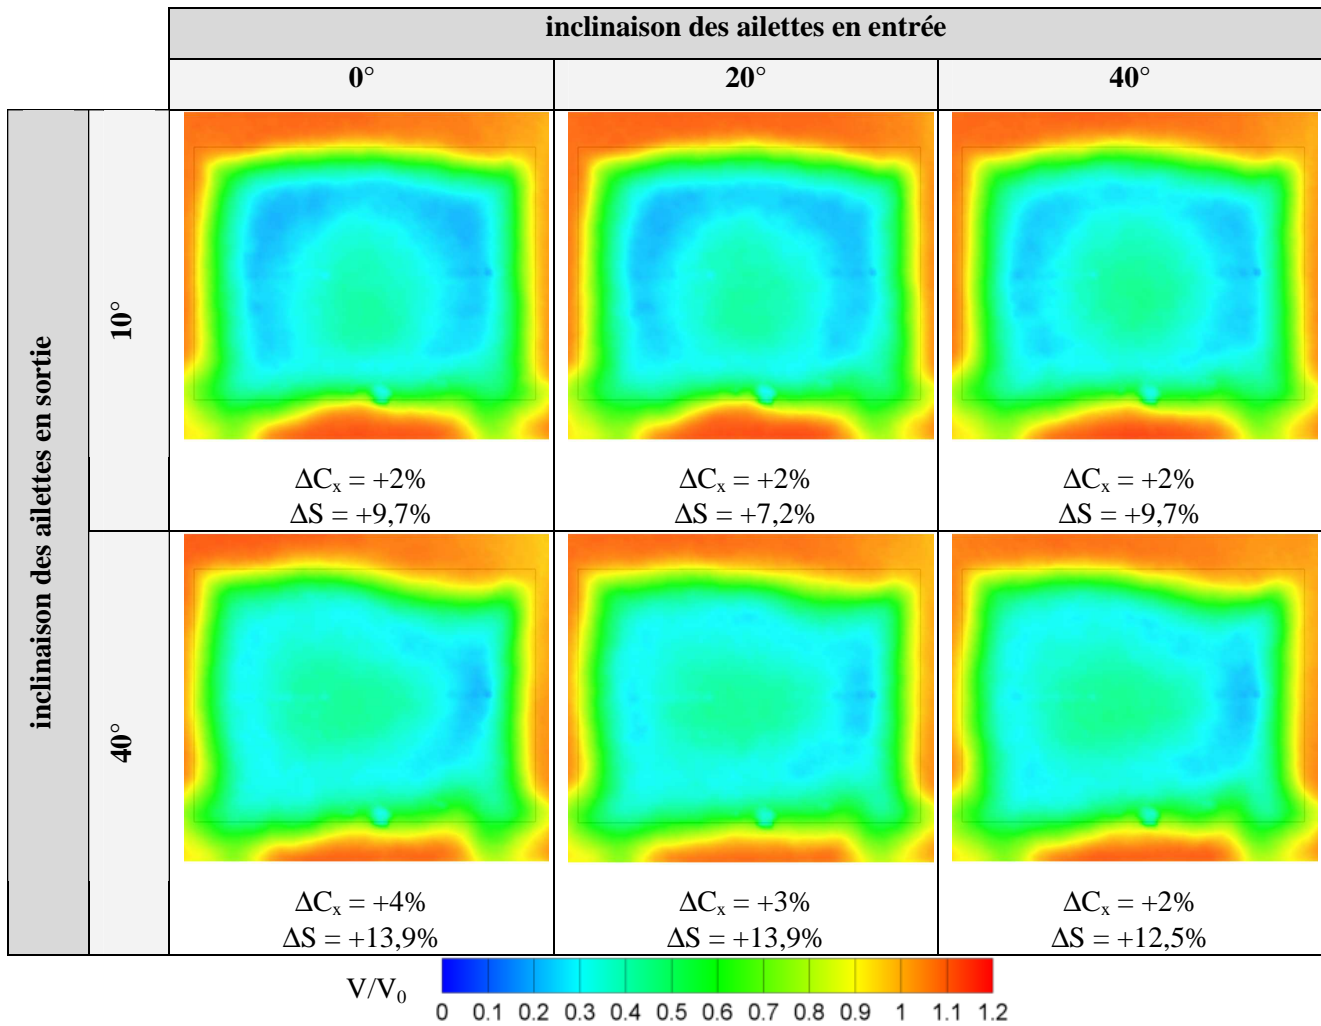 inclinaison des ailettes en entrée
0° 20° 40°
inclinaison des ailettes en sortie
10°
ΔCx = +2% ΔCx = +2% ΔCx = +2%
ΔS = +9,7% ΔS = +7,2% ΔS = +9,7%
40°
ΔCx = +4% ΔCx = +3% ΔCx = +2%
ΔS = +13,9% ΔS = +13,9% ΔS = +12,5%
V/V0
0 0.1 0.2 0.3 0.4 0.5 0.6 0.7 0.8 0.9 1 1.1 1.2